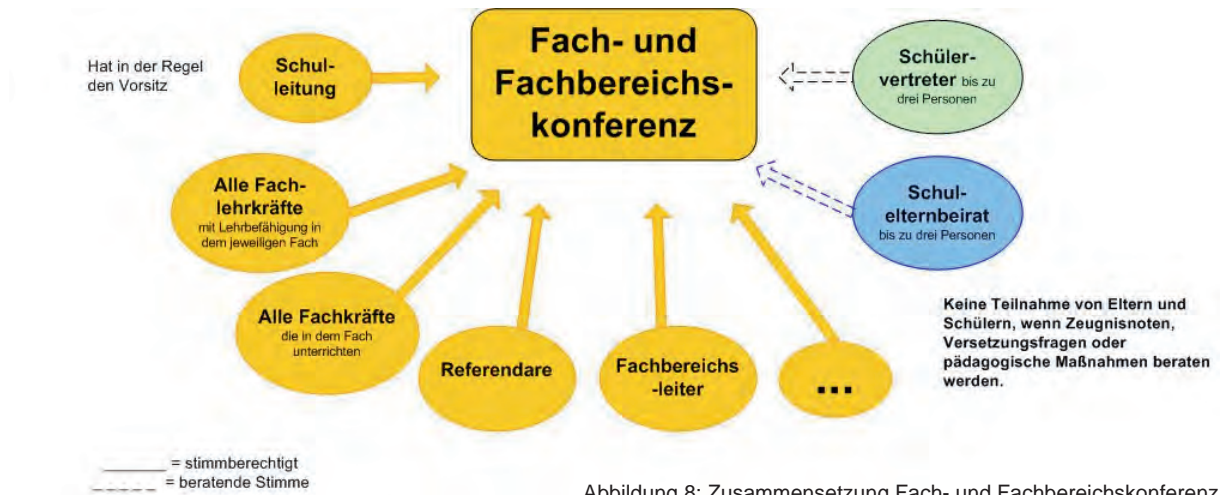 Fach- und
Fachbereichs-
konferenz
Hat in der Regel
den Vorsitz
Schul-
leitung
Schüler-
vertreter bis zu
drei Personen
Alle Fach-
lehrkräfte
mit Lehrbefähigung in
dem jeweiligen Fach
Schul-
elternbeirat
bis zu drei Personen
Alle Fachkräfte
die in dem Fach
unterrichten
Referendare
Fachbereichs
-leiter
...
Keine Teilnahme von Eltern und
Schülern, wenn Zeugnisnoten,
Versetzungsfragen oder
pädagogische Maßnahmen beraten
werden.
_______ = stimmberechtigt
_ _ _ _ _ = beratende Stimme
Abbildung 8: Zusammensetzung Fach- und Fachbereichskonferenz